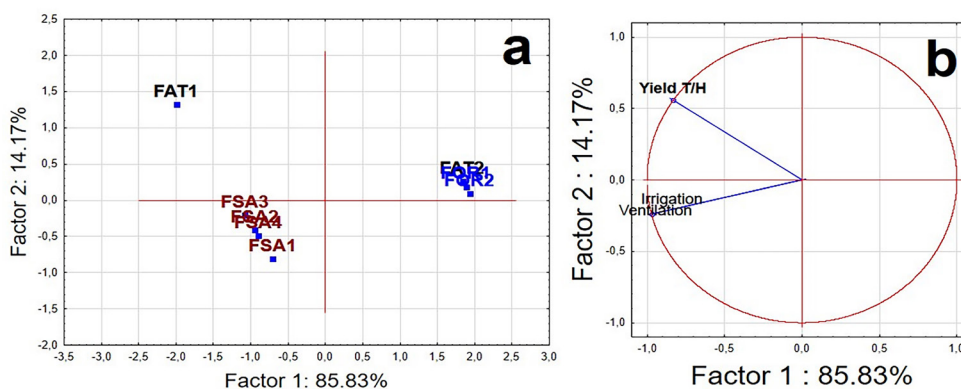 a
2,5
2,0
1,5
1,0
0,5
0,0
-0,5
-1,0
-1,5
-2,0
-3,5 -3,0 -2,5 -2,0 -1,5 -1,0 -0,5 0,0 0,5 1,0 1,5 2,0 2,5 3,0
Factor 2: 14.17%
Factor 1: 85.83%
FAT1
FAT2
FGR2
FSA3
FSA2
FSA4
FSA1
b
1,0
0,5
0,0
-0,5
-1,0
-1,0 -0,5 0,0 0,5 1,0
Factor 2 : 14.17%
Factor 1 : 85.83%
Yield T/H
Irrigation
Ventilation